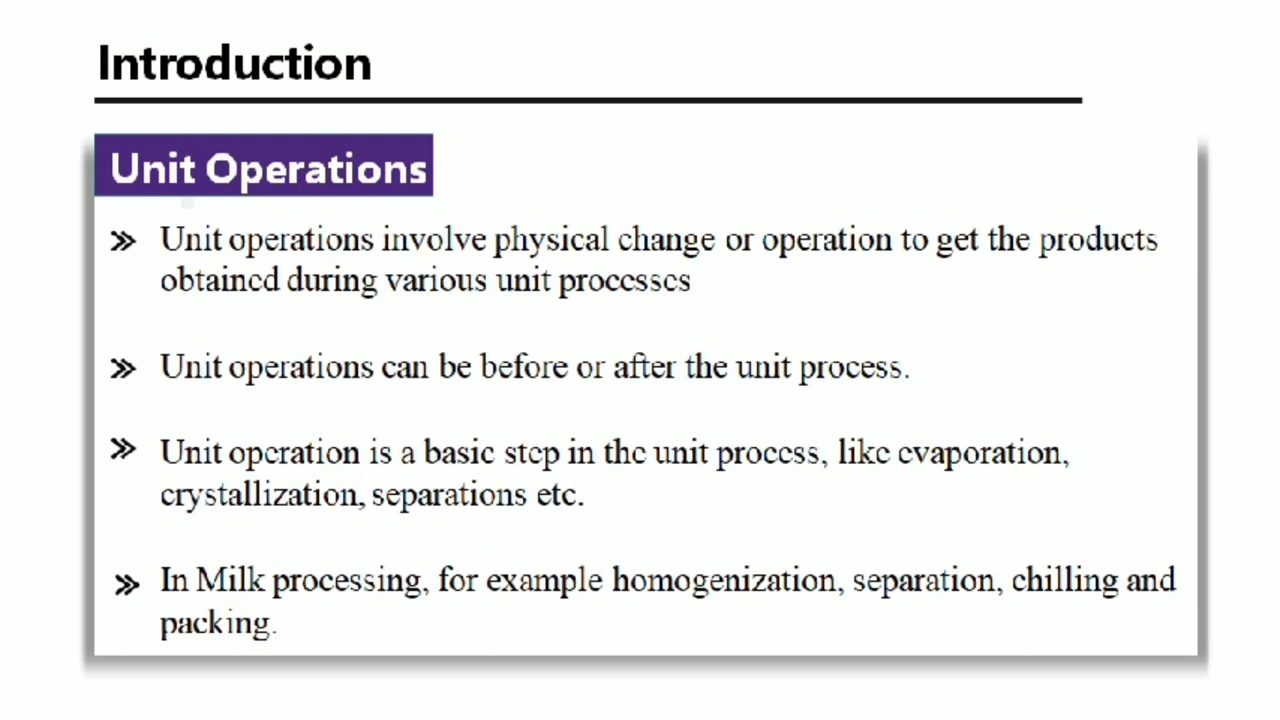 Introduction
Unit Operations
» Unit operations involve physical change or operation to get the products
obtained during various unit processes
» Unit operations can be before or after the unit process.
» Unit operation is a basic step in the unit process, like evaporation,
crystallization, separations etc.
» In Milk processing, for example homogenization, separation, chilling and
packing.